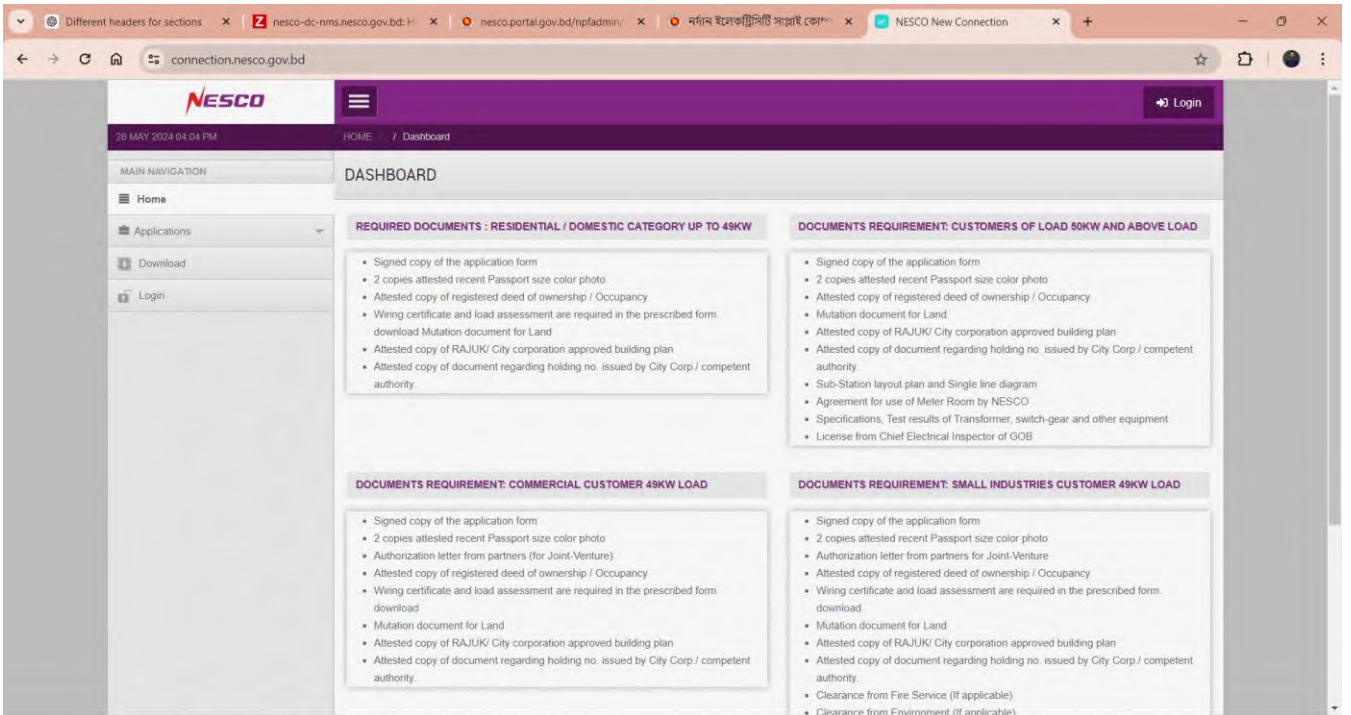 Different headers for sections
nesco-dc-nms.nesco.gov.bd: H
nesco.portal.gov.bd/npfadmin/
নর্দান ইলেকট্রিসিটি সাপ্লাই কোম্প
NESCO New Connection
connection.nesco.gov.bd
NESCO
Login
28 MAY 2024 04:04 PM
HOME / / Dashboard
MAIN NAVIGATION
Home
Applications
Download
Login
DASHBOARD
REQUIRED DOCUMENTS : RESIDENTIAL / DOMESTIC CATEGORY UP TO 49KW
• Signed copy of the application form
• 2 copies attested recent Passport size color photo
• Attested copy of registered deed of ownership / Occupancy
• Wiring certificate and load assessment are required in the prescribed form.
download Mutation document for Land
• Attested copy of RAJUK/ City corporation approved building plan
• Attested copy of document regarding holding no. issued by City Corp./ competent
authority.
DOCUMENTS REQUIREMENT: CUSTOMERS OF LOAD 50KW AND ABOVE LOAD
• Signed copy of the application form
• 2 copies attested recent Passport size color photo
• Attested copy of registered deed of ownership / Occupancy
• Mutation document for Land
• Attested copy of RAJUK/ City corporation approved building plan
• Attested copy of document regarding holding no. issued by City Corp./ competent
authority.
• Sub-Station layout plan and Single line diagram
• Agreement for use of Meter Room by NESCO
• Specifications, Test results of Transformer, switch-gear and other equipment
• License from Chief Electrical Inspector of GOB
DOCUMENTS REQUIREMENT: COMMERCIAL CUSTOMER 49KW LOAD
• Signed copy of the application form
• 2 copies attested recent Passport size color photo
• Authorization letter from partners (for Joint-Venture)
• Attested copy of registered deed of ownership / Occupancy
• Wiring certificate and load assessment are required in the prescribed form.
download
• Mutation document for Land
• Attested copy of RAJUK/ City corporation approved building plan
• Attested copy of document regarding holding no. issued by City Corp./ competent
authority.
DOCUMENTS REQUIREMENT: SMALL INDUSTRIES CUSTOMER 49KW LOAD
• Signed copy of the application form
• 2 copies attested recent Passport size color photo
• Authorization letter from partners for Joint-Venture
• Attested copy of registered deed of ownership / Occupancy
• Wiring certificate and load assessment are required in the prescribed form.
download
• Mutation document for Land
• Attested copy of RAJUK/ City corporation approved building plan
• Attested copy of document regarding holding no. issued by City Corp./ competent
authority.
• Clearance from Fire Service (If applicable)
• Clearance from Environment (If applicable)